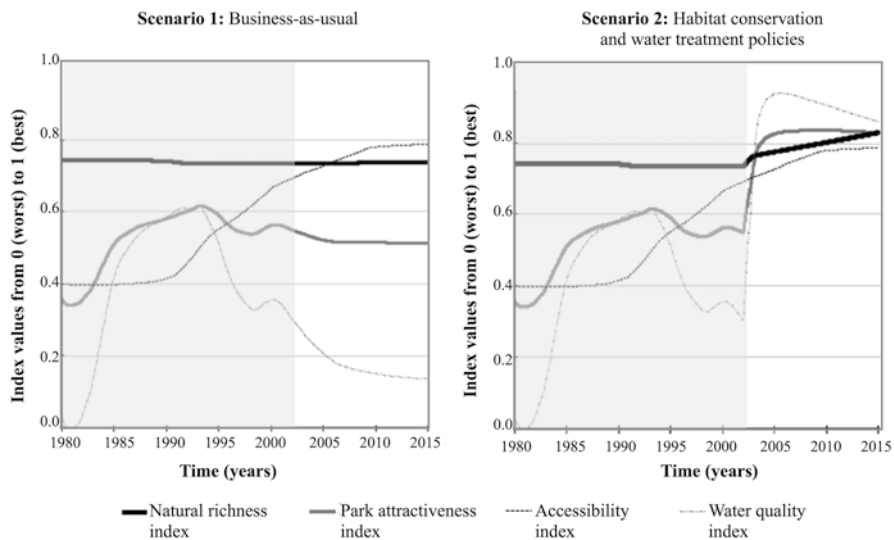 Scenario 1: Business-as-usual
Scenario 2: Habitat conservation
and water treatment policies
Index values from 0 (worst) to 1 (best)
1.0
0.8
0.6
0.4
0.2
0.0
1980 1985 1990 1995 2000 2005 2010 2015
Time (years)
Index values from 0 (worst) to 1 (best)
1.0
0.8
0.6
0.4
0.2
0.0
1980 1985 1990 1995 2000 2005 2010 2015
Time (years)
Natural richness
index
Park attractiveness
index
Accessibility
index
Water quality
index